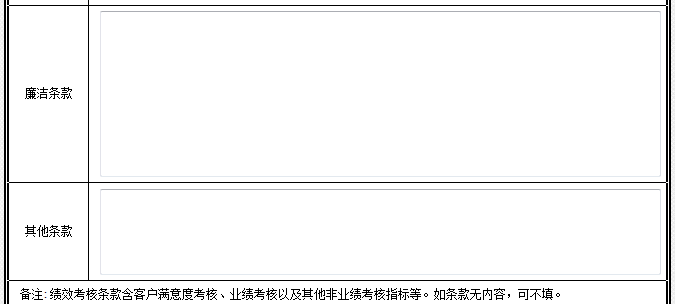 廉洁条款
其他条款
备注: 绩效考核条款含客户满意度考核、业绩考核以及其他非业绩考核指标等。如条款无内容，可不填。